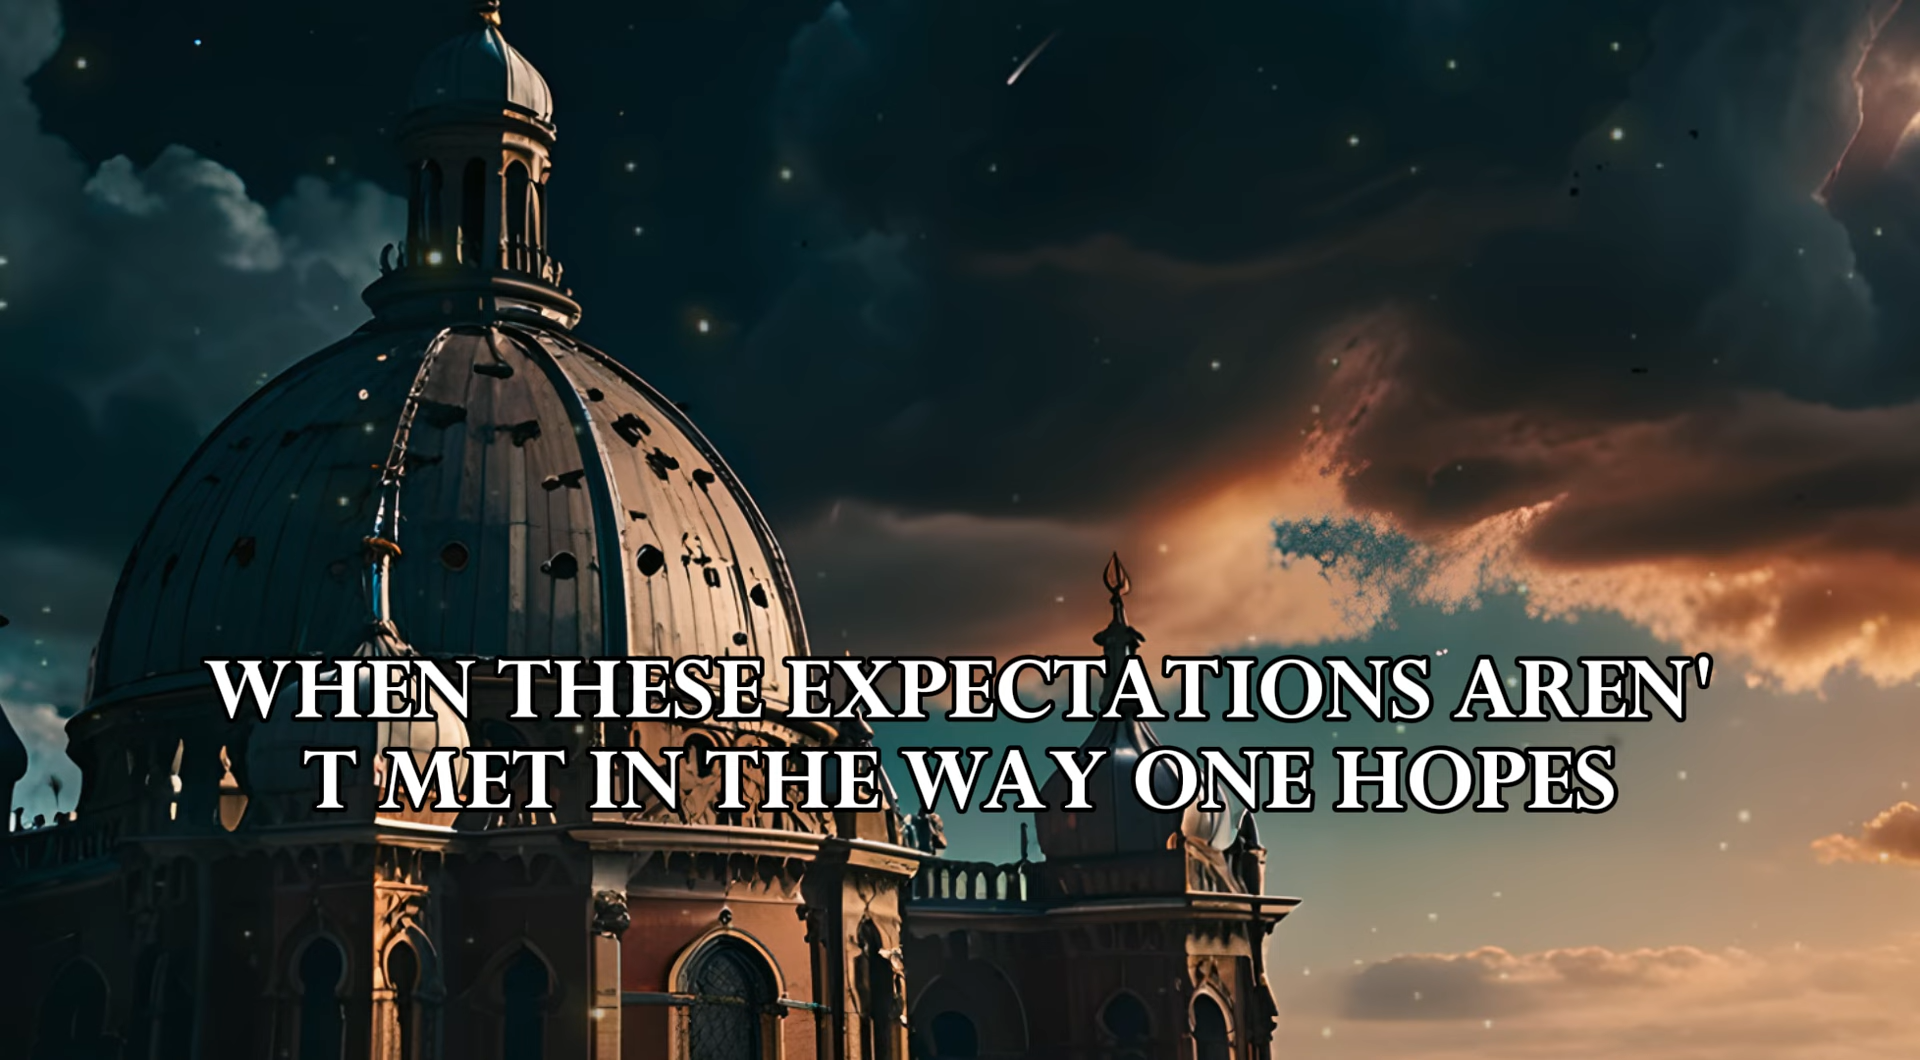 WHEN THESE EXPECTATIONS AREN'
T MET IN THE WAY ONE HOPES